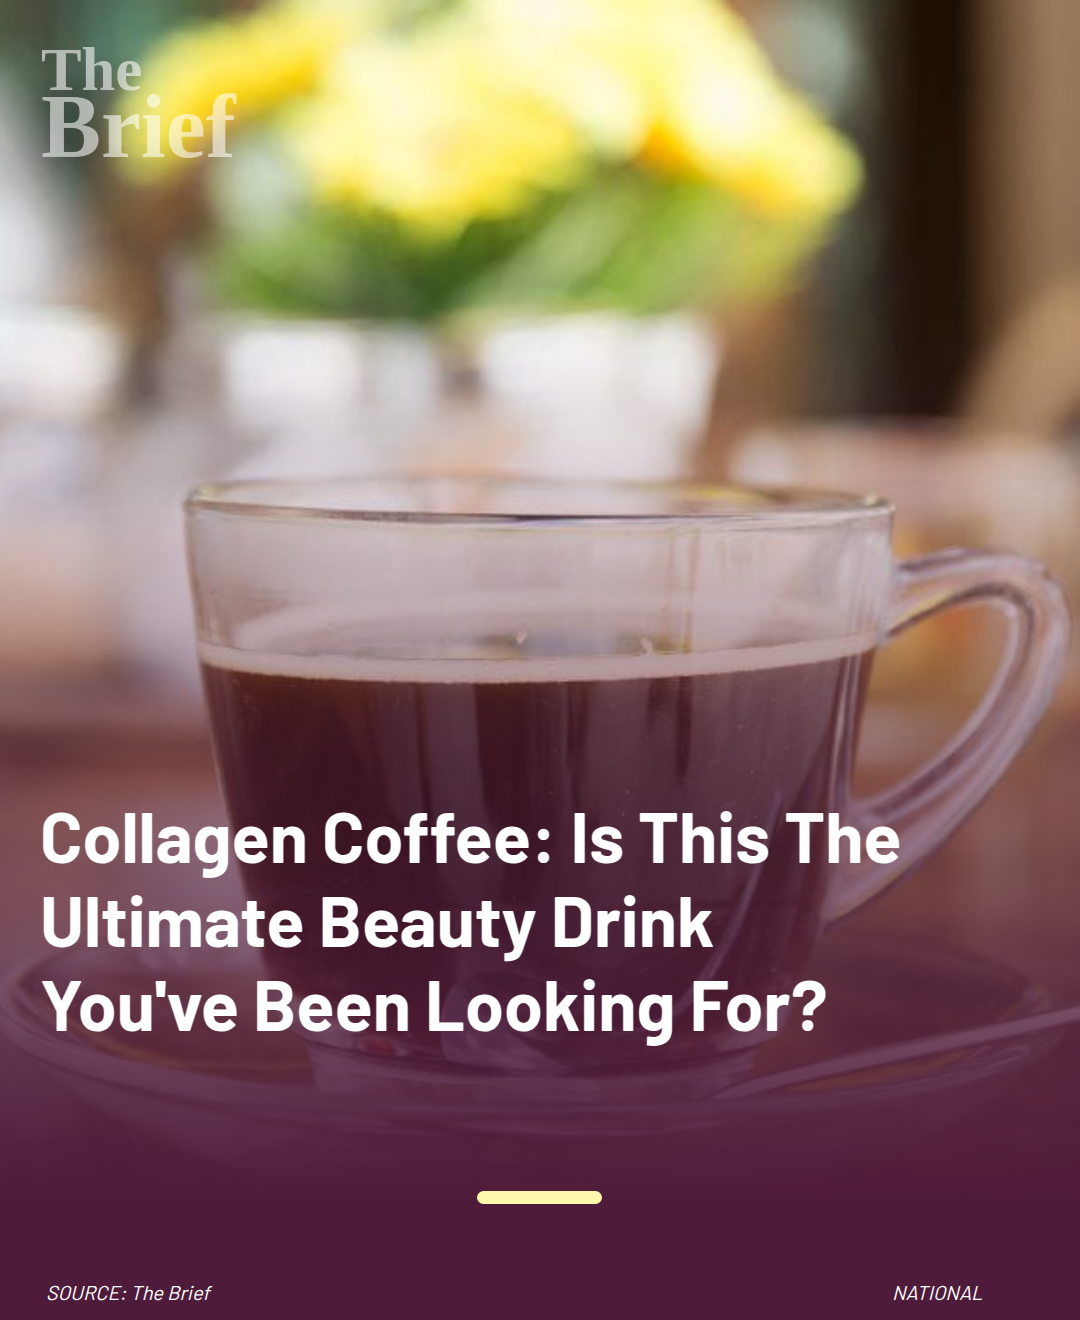 The
Brief
Collagen Coffee: Is This The
Ultimate Beauty Drink
You've Been Looking For?
SOURCE: The Brief
NATIONAL